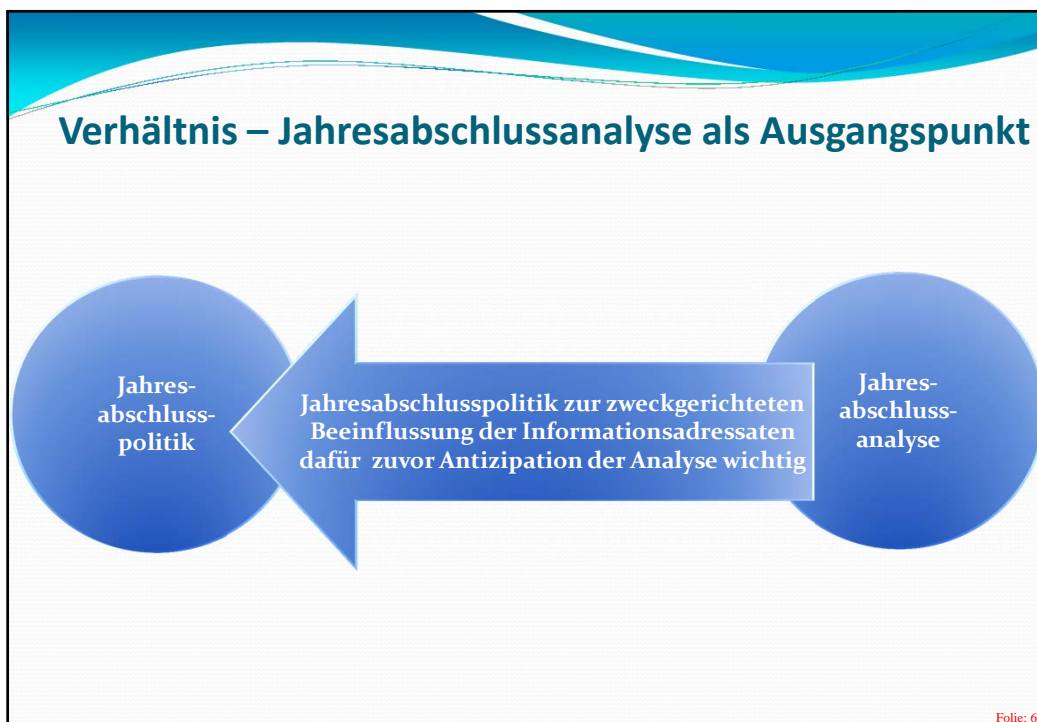 Verhältnis – Jahresabschlussanalyse als Ausgangspunkt
Jahres-
abschluss-
politik
Jahresabschlusspolitik zur zweckgerichteten
Beeinflussung der Informationsadressaten
dafür zuvor Antizipation der Analyse wichtig
Jahres-
abschluss-
analyse
Folie: 6